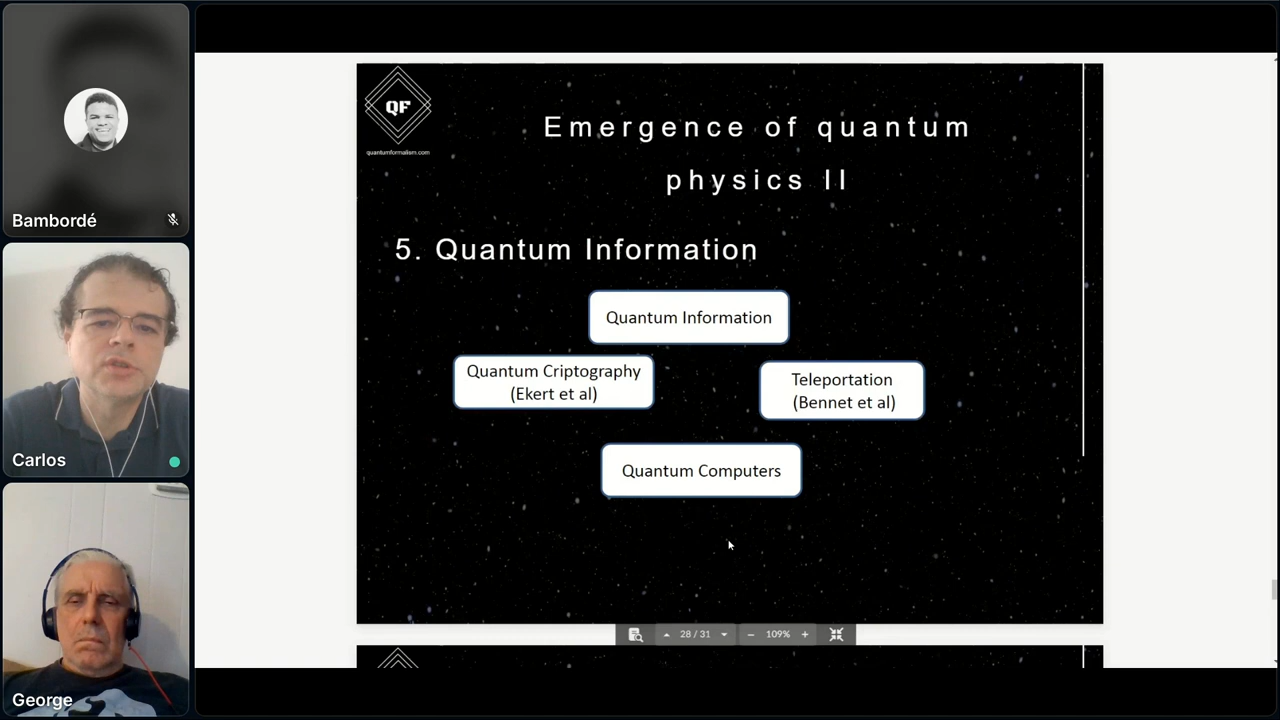 Bambordé
Carlos
George
QF
quantumformalism.com
Emergence of quantum
physics II
5. Quantum Information
Quantum Information
Quantum Criptography
(Ekert et al)
Teleportation
(Bennet et al)
Quantum Computers
28 / 31
109%